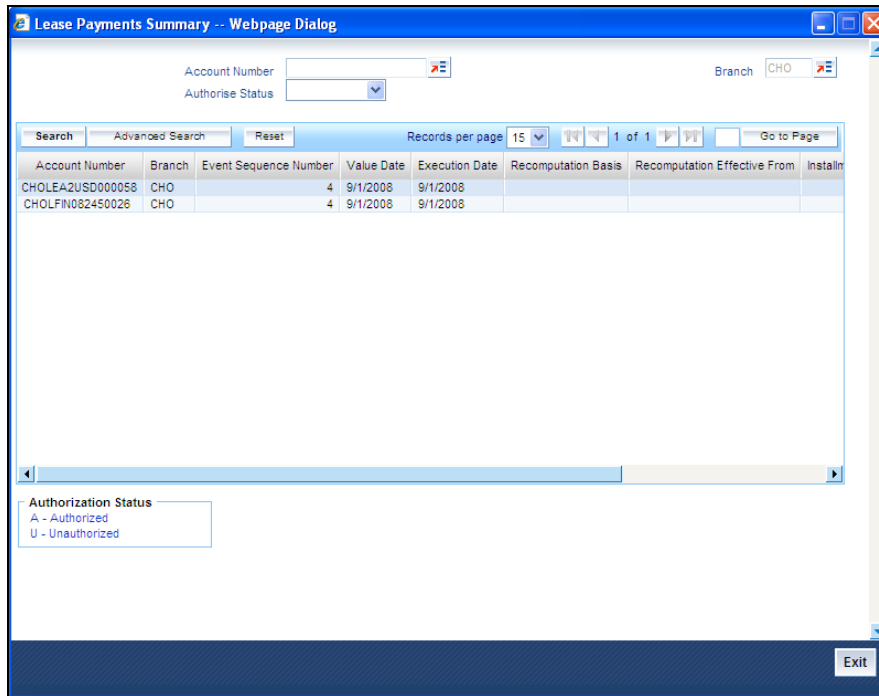 Lease Payments Summary -- Webpage Dialog
Account Number
Branch CHO
Authorise Status
Search Advanced Search Reset Records per page 15 1 of 1 Go to Page
Account Number Branch Event Sequence Number Value Date Execution Date Recomputation Basis Recomputation Effective From Installm
CHOLEA2USD000058 CHO 4 9/1/2008 9/1/2008
CHOLFIN082450026 CHO 4 9/1/2008 9/1/2008
Authorization Status
A - Authorized
U - Unauthorized
Exit